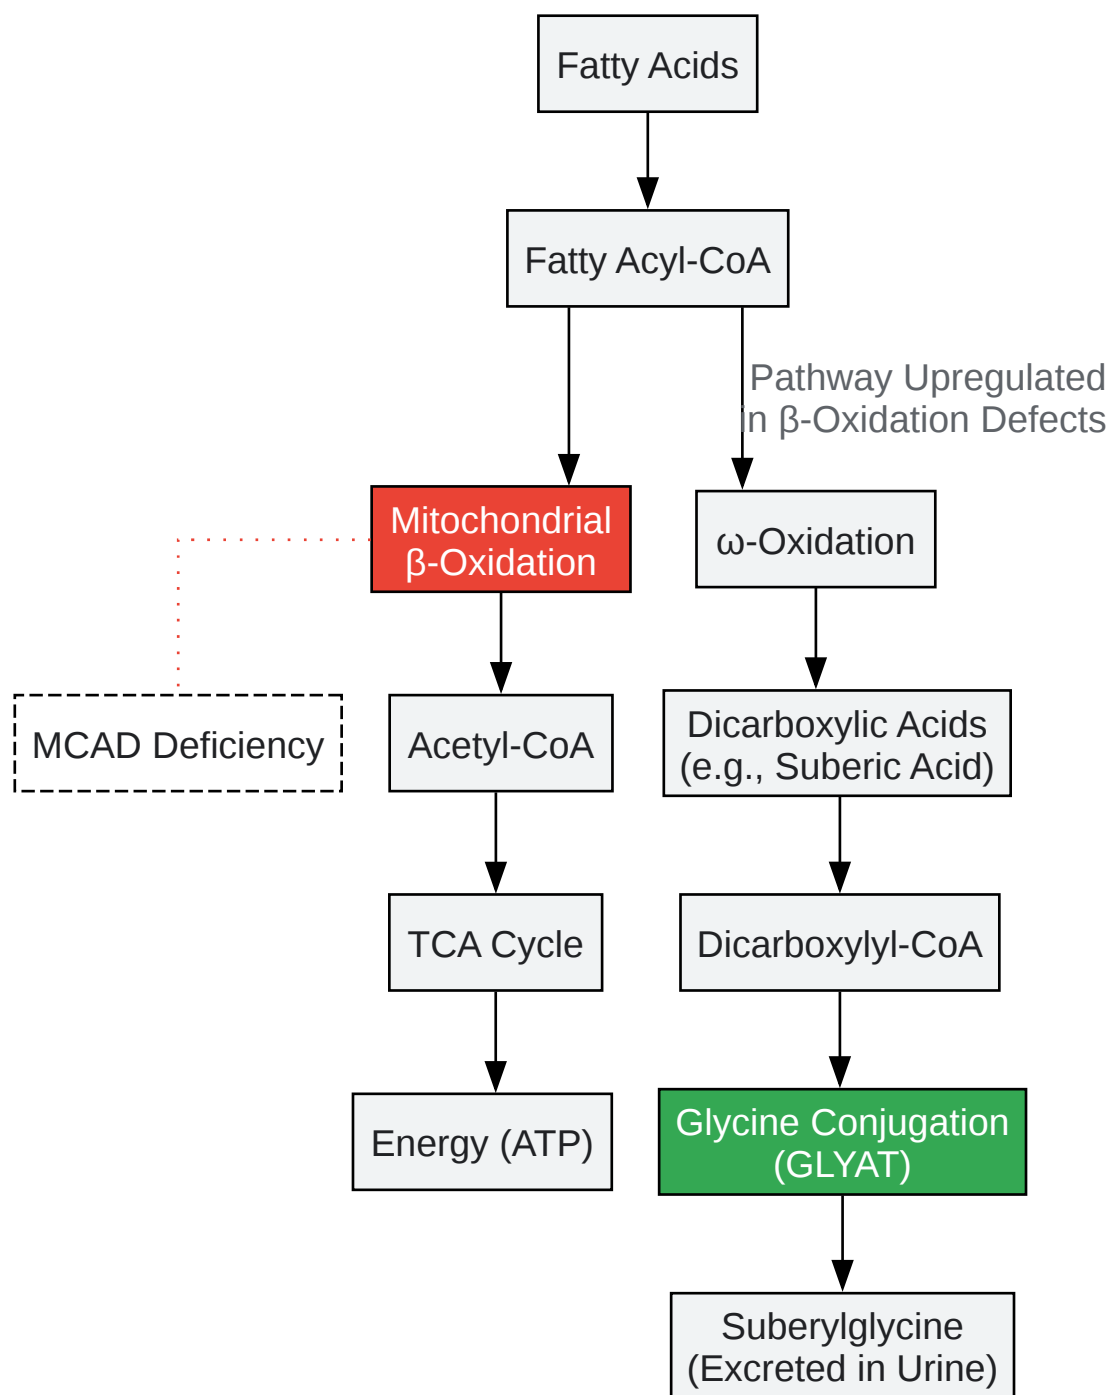 Fatty Acids
Fatty Acyl-CoA
Pathway Upregulated
in β-Oxidation Defects
Mitochondrial
β-Oxidation
ω-Oxidation
MCAD Deficiency
Acetyl-CoA
Dicarboxylic Acids
(e.g., Suberic Acid)
TCA Cycle
Dicarboxylyl-CoA
Energy (ATP)
Glycine Conjugation
(GLYAT)
Suberylglycine
(Excreted in Urine)